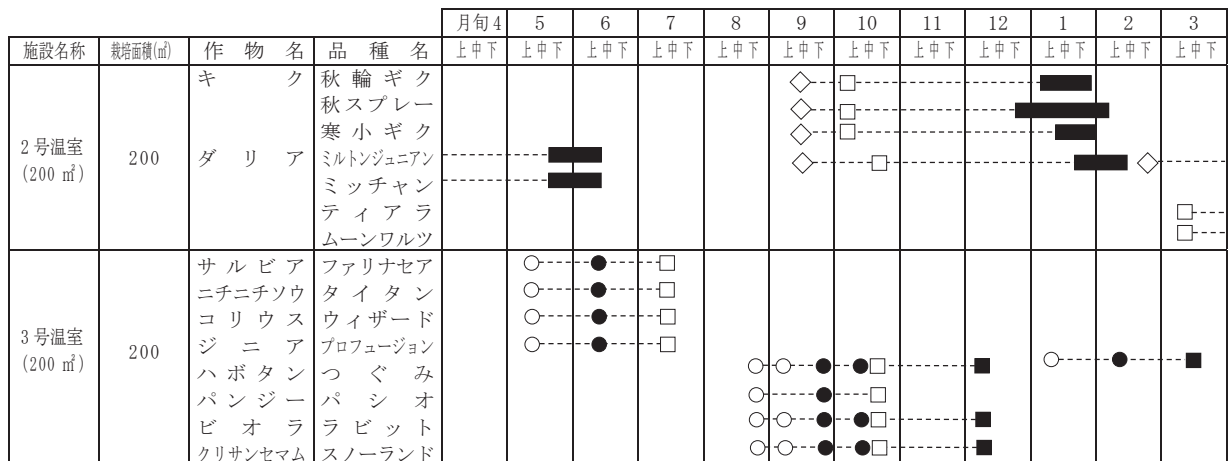 月旬 4 5 6 7 8 9 10 11 12 1 2 3
施設名称 栽培面積(㎡) 作物名 品種名 上中下 上中下 上中下 上中下 上中下 上中下 上中下 上中下 上中下 上中下 上中下 上中下
2号温室
(200 ㎡)
200
キク 秋輪ギク
秋スプレー
寒小ギク
ダリア ミルトンジュニアン
ミッチャン
ティアラ
ムーンワルツ
3号温室
(200 ㎡)
200
サルビア ファリナセア
ニチニチソウ タイタン
コリウス ウィザード
ジニア プロフュージョン
ハボタン つぐみ
パンジー パシオ
ビオラ ラビット
クリサンセマム スノーランド